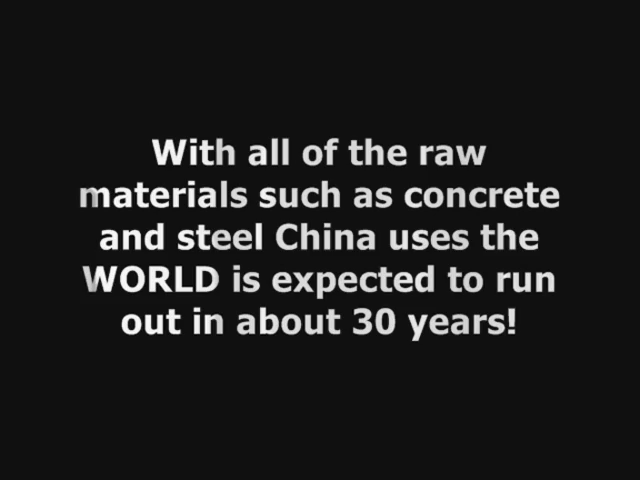 With all of the raw
materials such as concrete
and steel China uses the
WORLD is expected to run
out in about 30 years!